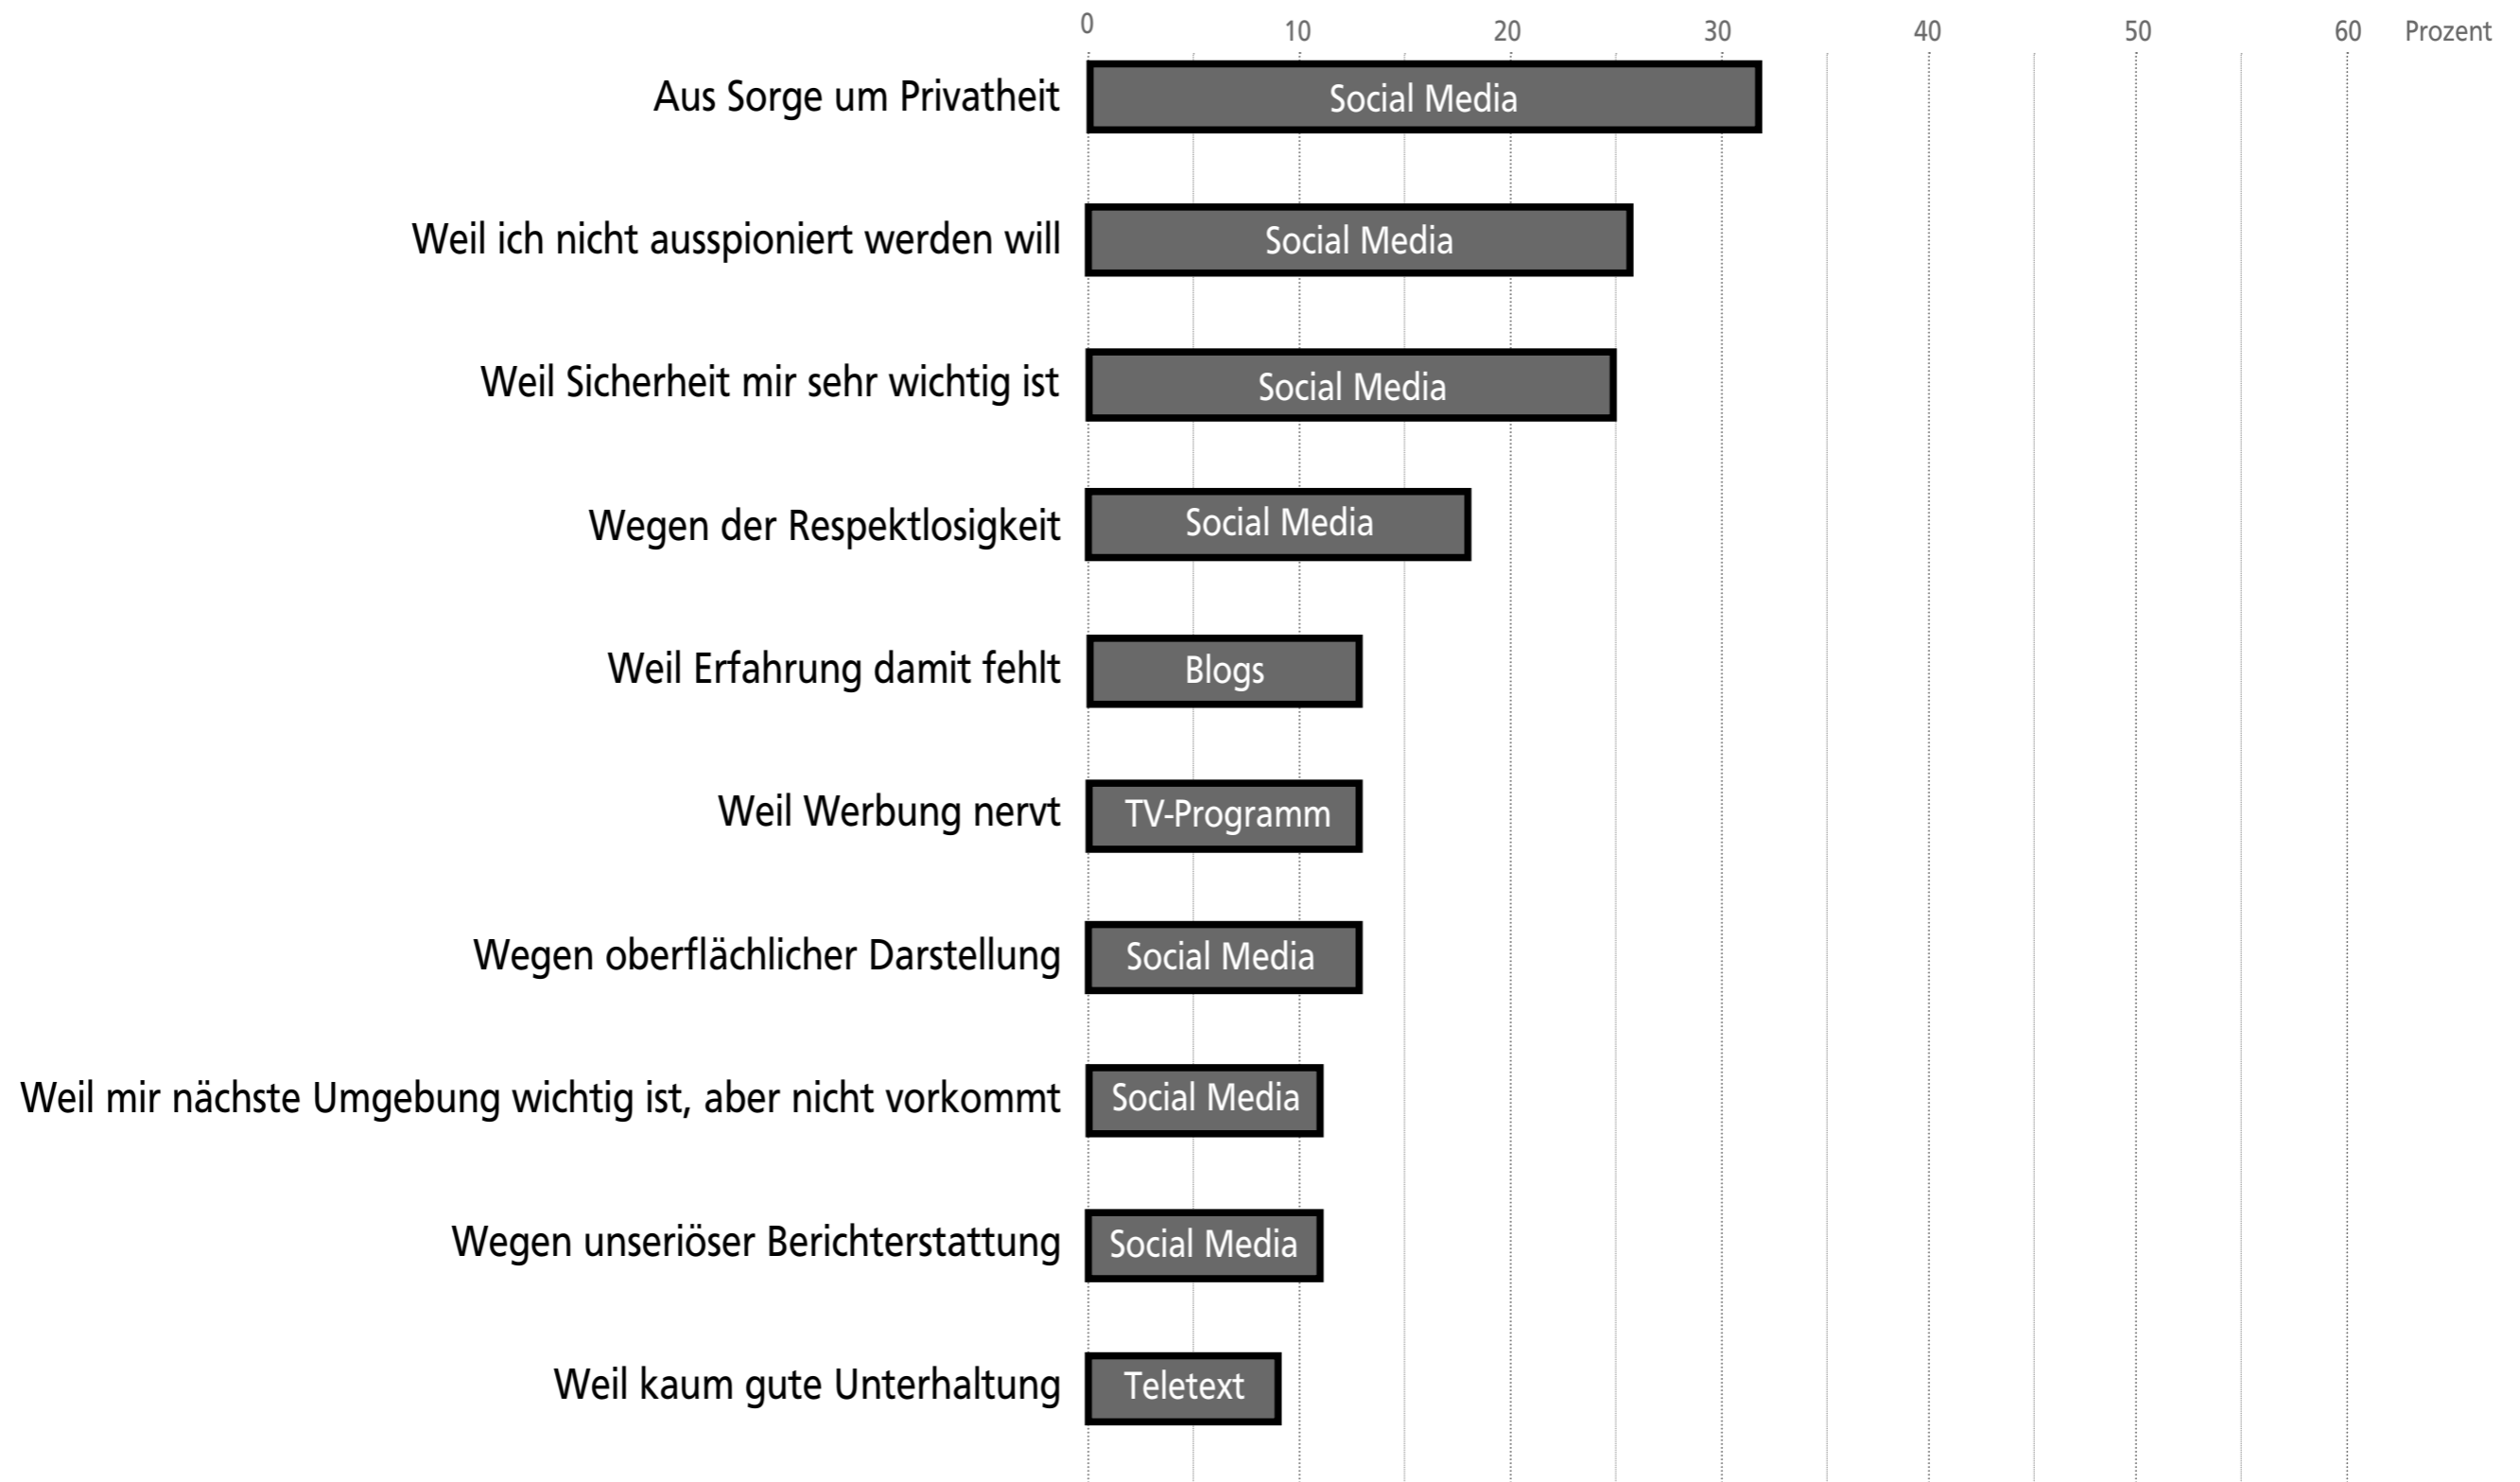 0 10 20 30 40 50 60 Prozent
Aus Sorge um Privatheit Social Media
Weil ich nicht ausspioniert werden will Social Media
Weil Sicherheit mir sehr wichtig ist Social Media
Wegen der Respektlosigkeit Social Media
Weil Erfahrung damit fehlt Blogs
Weil Werbung nervt TV-Programm
Wegen oberflächlicher Darstellung Social Media
Weil mir nächste Umgebung wichtig ist, aber nicht vorkommt Social Media
Wegen unseriöser Berichterstattung Social Media
Weil kaum gute Unterhaltung Teletext